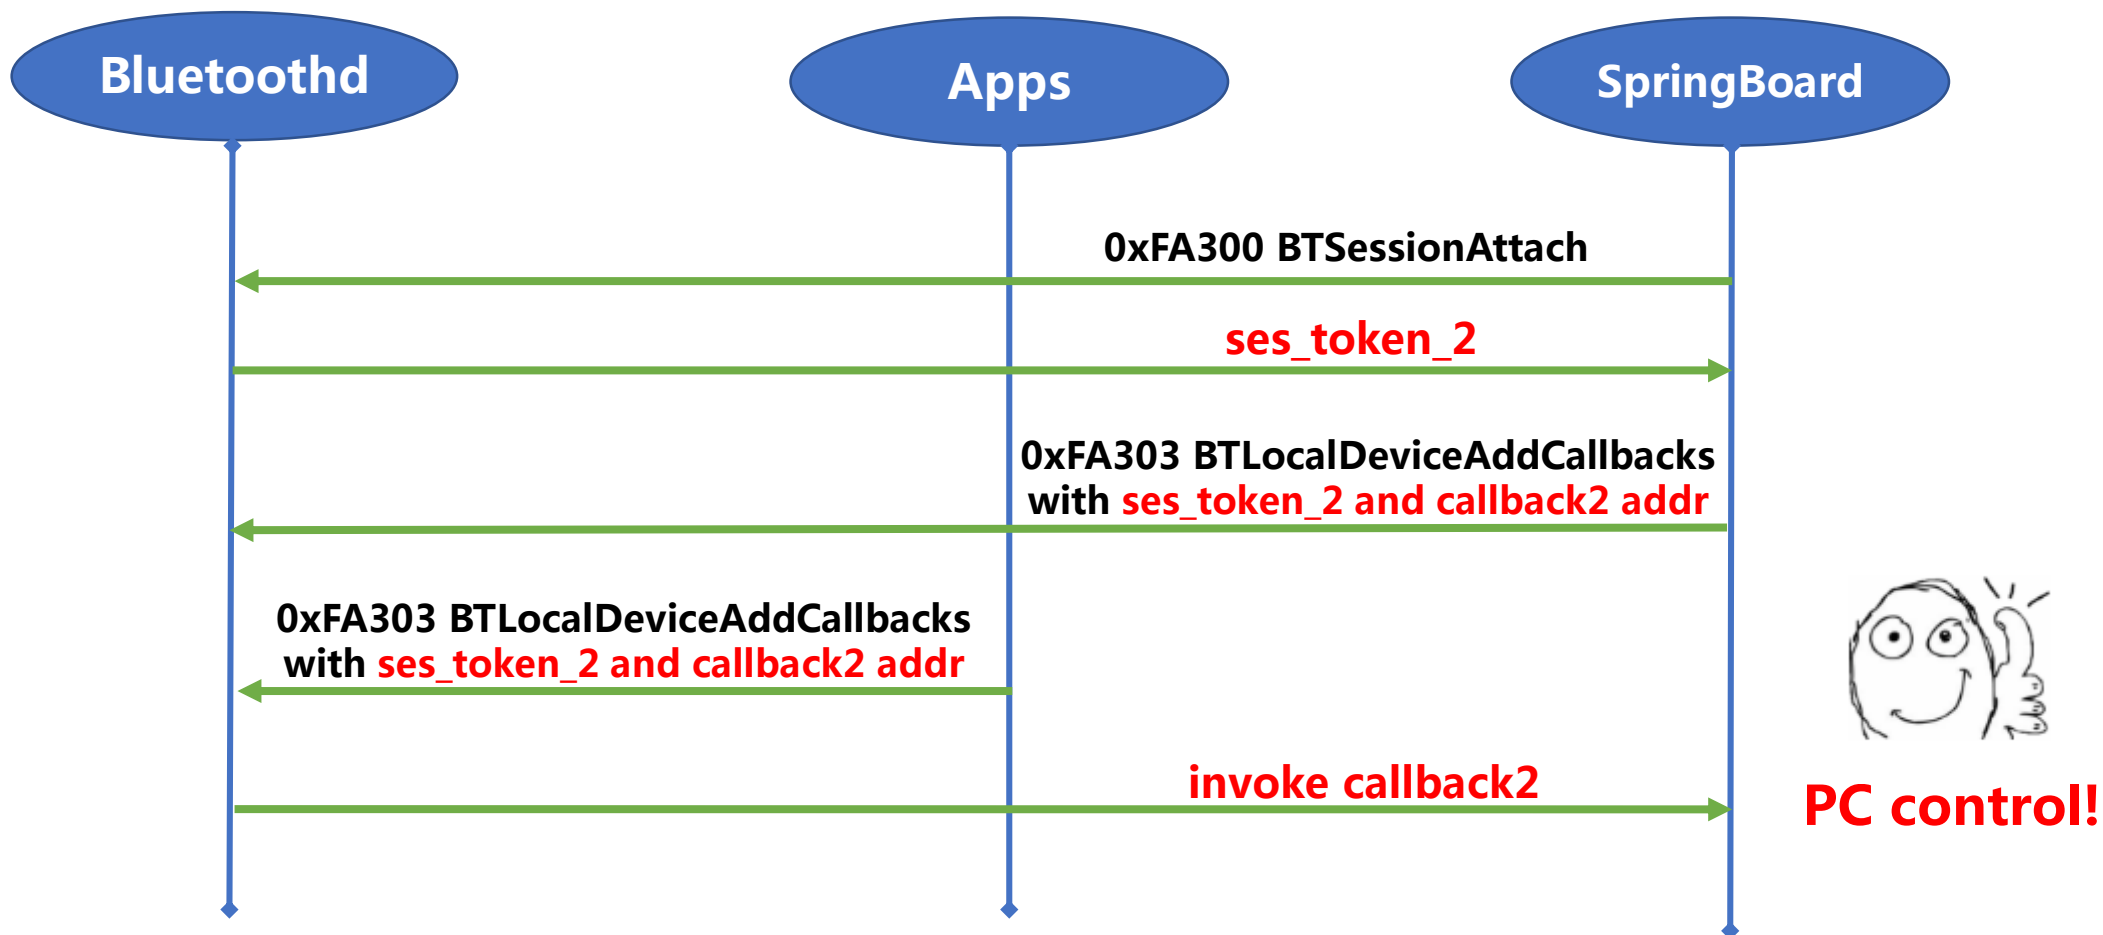 Bluetoothd
Apps
SpringBoard
0xFA300 BTSessionAttach
ses_token_2
0xFA303 BTLocalDeviceAddCallbacks
with ses_token_2 and callback2 addr
0xFA303 BTLocalDeviceAddCallbacks
with ses_token_2 and callback2 addr
invoke callback2
PC control!